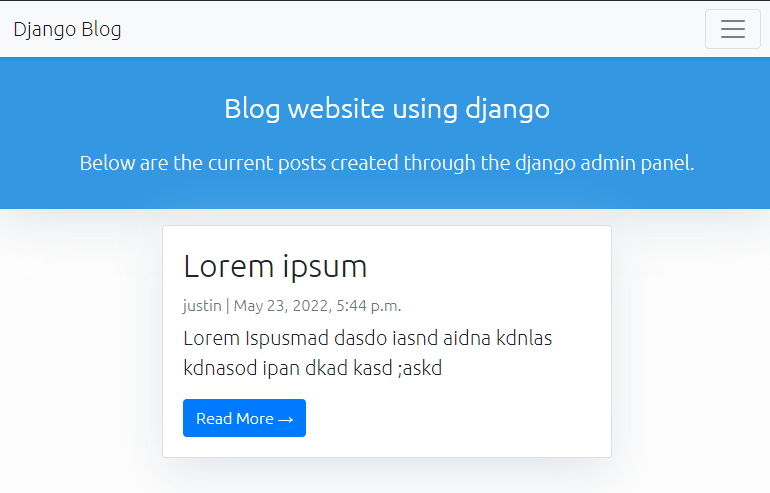 Django Blog
Blog website using django
Below are the current posts created through the django admin panel.
Lorem ipsum
justin | May 23, 2022, 5:44 p.m.
Lorem Ispusmad dasdo iasnd aidna kdnlas
kdnasod ipan dkad kasd ;askd
Read More →